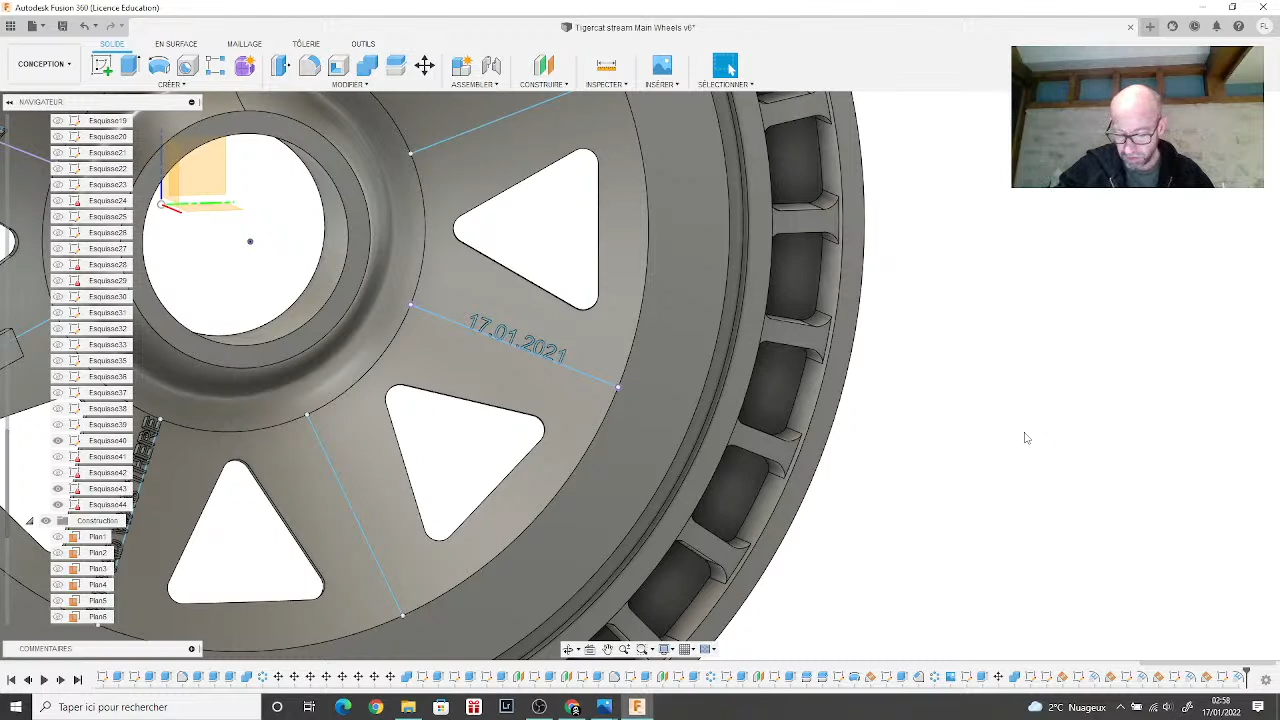 Autodesk Fusion 360 (Licence Education)
Tigercat stream Main Wheels v6*
FL
SOLIDE EN SURFACE MAILLAGE TÔLERIE OUTILS
CONCEPTION
CRÉER MODIFIER ASSEMBLER CONSTRUIRE INSPECTER INSÉRER SÉLECTIONNER
NAVIGATEUR
Esquisse19
Esquisse20
Esquisse21
Esquisse22
Esquisse23
Esquisse24
Esquisse25
Esquisse26
Esquisse27
Esquisse28
Esquisse29
Esquisse30
Esquisse31
Esquisse32
Esquisse33
Esquisse35
Esquisse36
Esquisse37
Esquisse38
Esquisse39
Esquisse40
Esquisse41
Esquisse42
Esquisse43
Esquisse44
Construction
Plan1
Plan2
Plan3
Plan4
Plan5
Plan6
17.01.2021
COMMENTAIRES
Taper ici pour rechercher
2°C Nuageux
02:58
17/01/2022